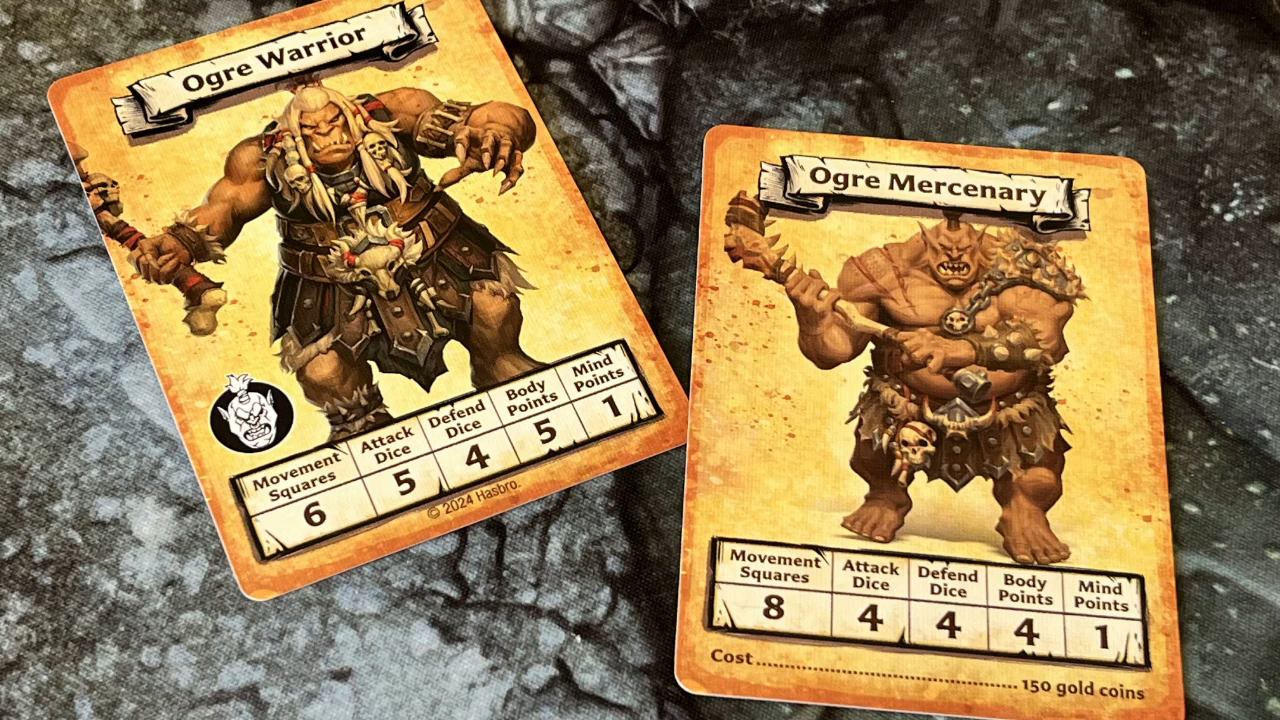 Ogre Warrior
Movement Squares Attack Dice Defend Dice Body Points Mind Points
6 5 4 5 1
© 2024 Hasbro.
Ogre Mercenary
Movement Squares Attack Dice Defend Dice Body Points Mind Points
8 4 4 4 1
Cost........................................ 150 gold coins